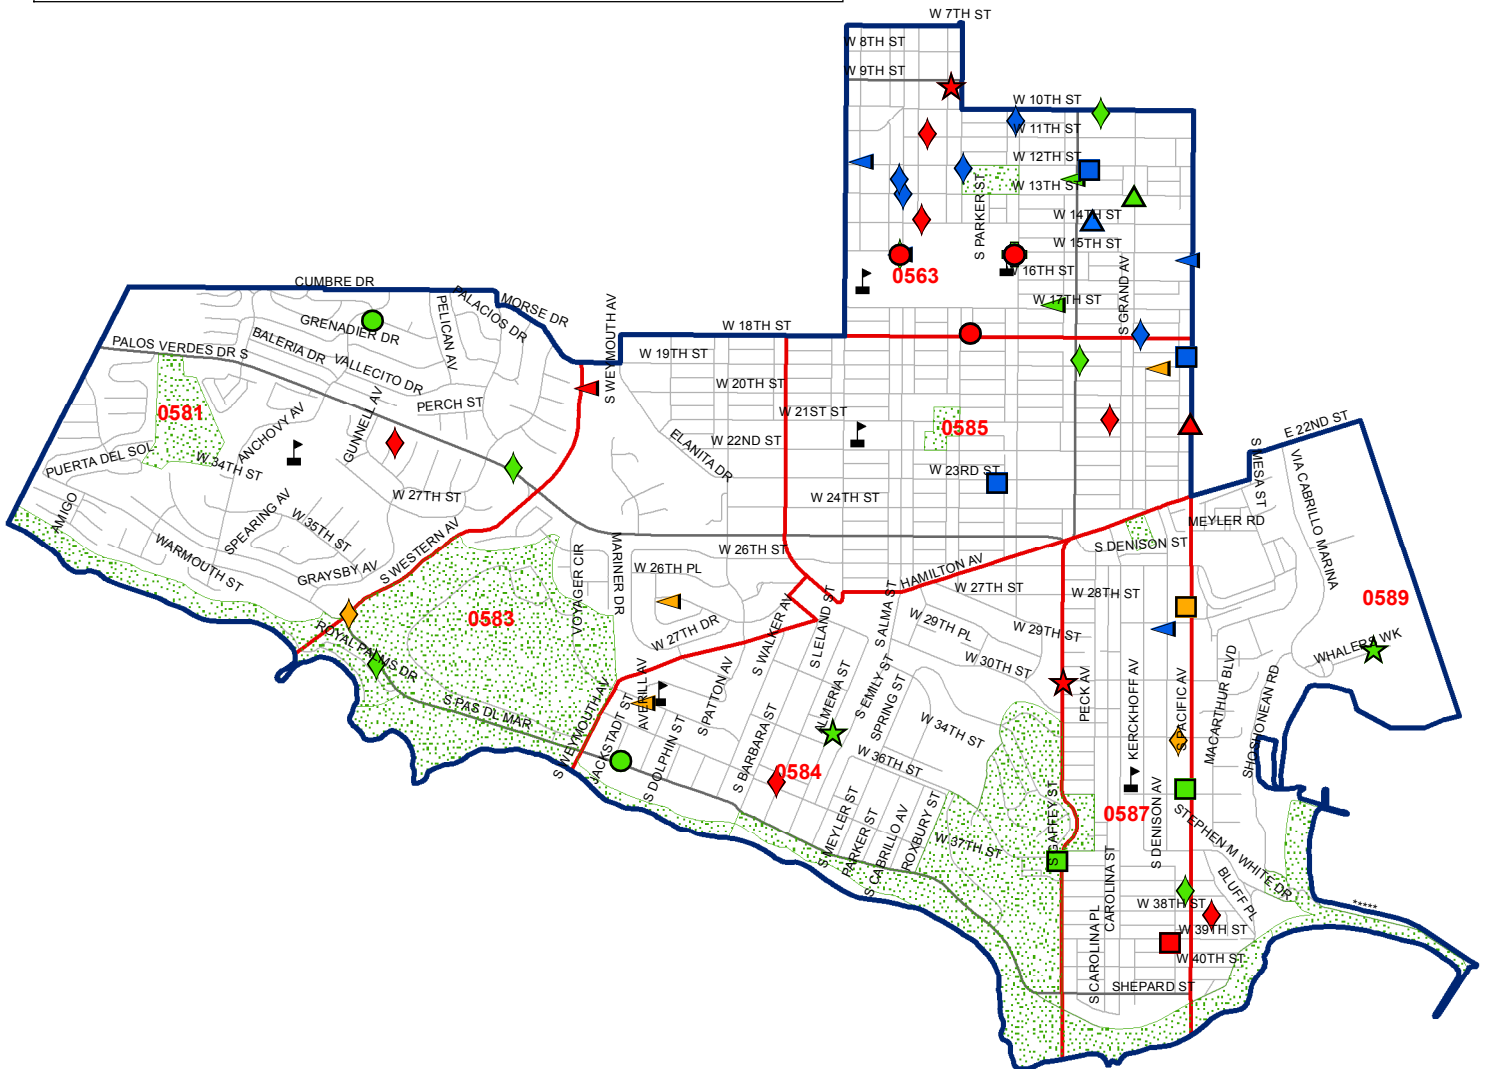 W 7TH ST
W 8TH ST
W 9TH ST
W 10TH ST
W 11TH ST
W 12TH ST
W 13TH ST
S PARKER ST
W 14TH ST
W 15TH ST
W 16TH ST
0563
S GRAND AV
W 17TH ST
CUMBRE DR
PALACIOS DR
MORSE DR
PELICAN AV
GRENADIER DR
S WEYMOUTH AV
W 18TH ST
BALERIA DR
PALOS VERDES DR S
VALLECITO DR
W 19TH ST
W 20TH ST
PERCH ST
0581
ANCHOVY AV
GUNNELL AV
W 21ST ST
0585
E 22ND ST
W 22ND ST
ELANITA DR
PUERTA DEL SOL
W 34TH ST
W 23RD ST
S MESA ST
VIA CABRILLO MARINA
W 27TH ST
W 24TH ST
AMIGO
SPEARING AV
W 35TH ST
MEYLER RD
S WESTERN AV
S DENISON ST
WARMOUTH ST
W 26TH ST
GRAYSBY AV
VOYAGER CIR
MARINER DR
W 26TH PL
HAMILTON AV
W 27TH ST
W 28TH ST
0589
0583
ROYAL PALMS DR
W 27TH DR
S WALKER AV
S LELAND ST
S ALMA ST
W 29TH PL
W 29TH ST
W 30TH ST
WHALERS WK
S PAS DL MAR
S WEYMOUTH AV
JACKSTADT ST
AVERILL AV
S DOLPHIN ST
S PATTON AV
S BARBARA ST
ALMERIA ST
S EMILY ST
SPRING ST
W 34TH ST
PECK AV
KERCKHOFF AV
S PACIFIC AV
MACARTHUR BLVD
SHOSHONEAN RD
W 36TH ST
0584
0587
S GAFFEY ST
S DENISON AV
STEPHEN M WHITE DR
S MEYLER ST
PARKER ST
S CABRILLO AV
ROXBURY ST
W 37TH ST
CAROLINA ST
S CAROLINA PL
BLUFF PL
W 38TH ST
*****
W 39TH ST
W 40TH ST
SHEPARD ST